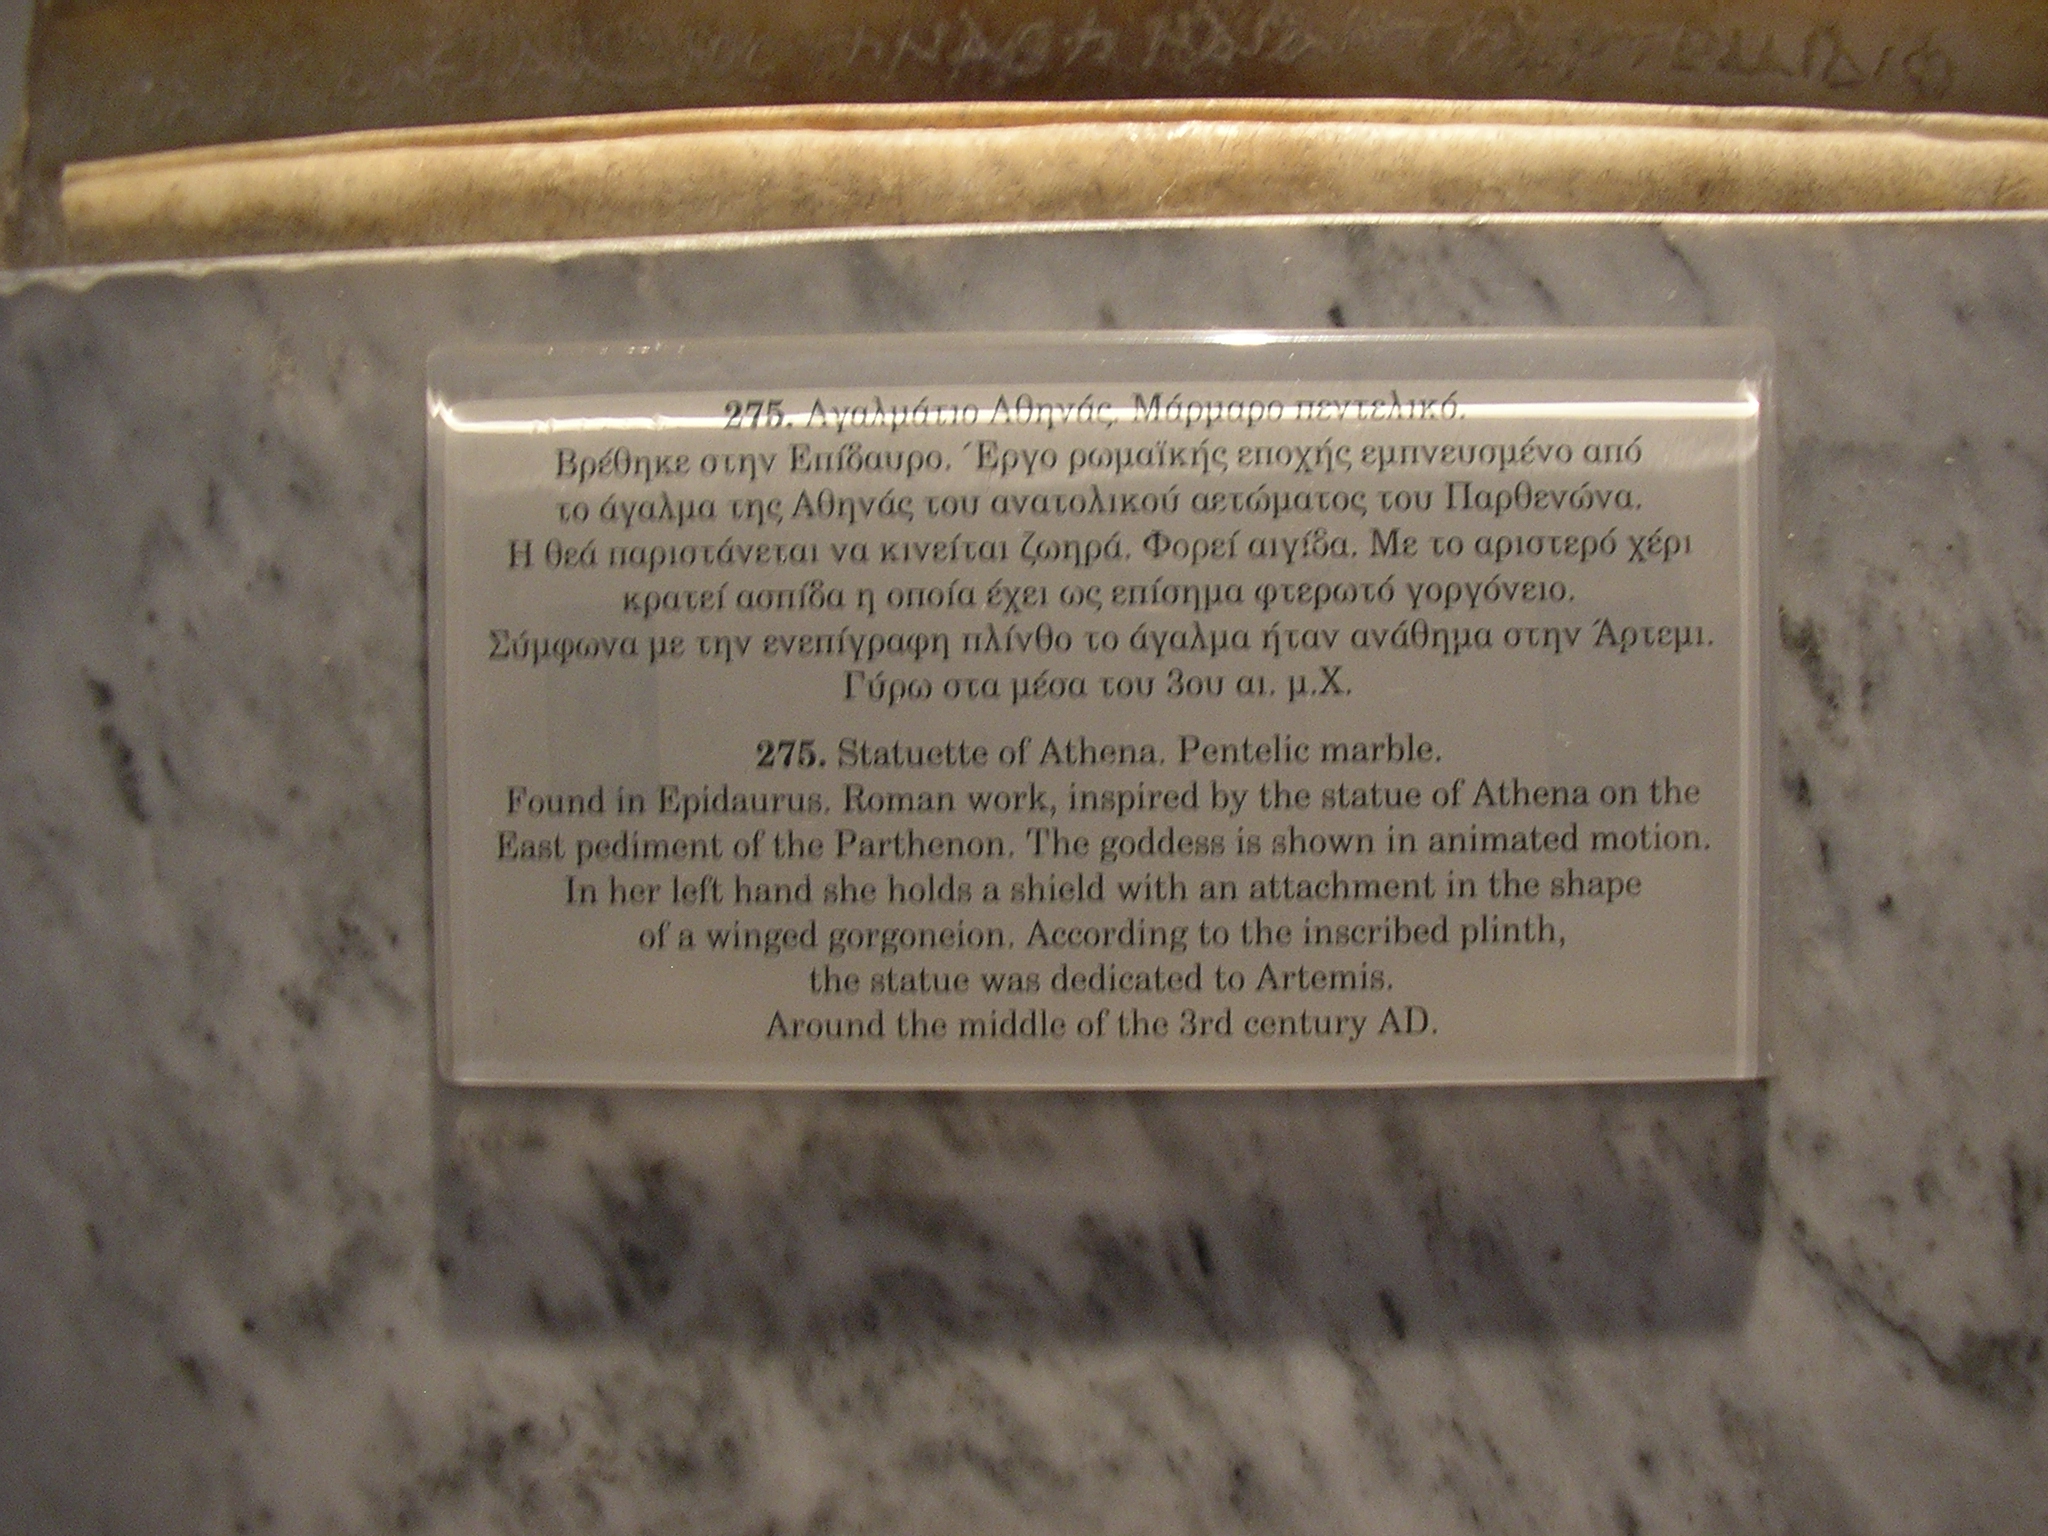 275. Αγαλμάτιο Αθηνάς. Μάρμαρο πεντελικό.
Βρέθηκε στην Επίδαυρο. Έργο ρωμαϊκής εποχής εμπνευσμένο από
το άγαλμα της Αθηνάς του ανατολικού αετώματος του Παρθενώνα.
Η θεά παριστάνεται να κινείται ζωηρά. Φορεί αιγίδα. Με το αριστερό χέρι
κρατεί ασπίδα η οποία έχει ως επίσημα φτερωτό γοργόνειο.
Σύμφωνα με την ενεπίγραφη πλίνθο το άγαλμα ήταν ανάθημα στην Άρτεμι.
Γύρω στα μέσα του 3ου αι. μ.Χ.
275. Statuette of Athena. Pentelic marble.
Found in Epidaurus. Roman work, inspired by the statue of Athena on the
East pediment of the Parthenon. The goddess is shown in animated motion.
In her left hand she holds a shield with an attachment in the shape
of a winged gorgoneion. According to the inscribed plinth,
the statue was dedicated to Artemis.
Around the middle of the 3rd century AD.